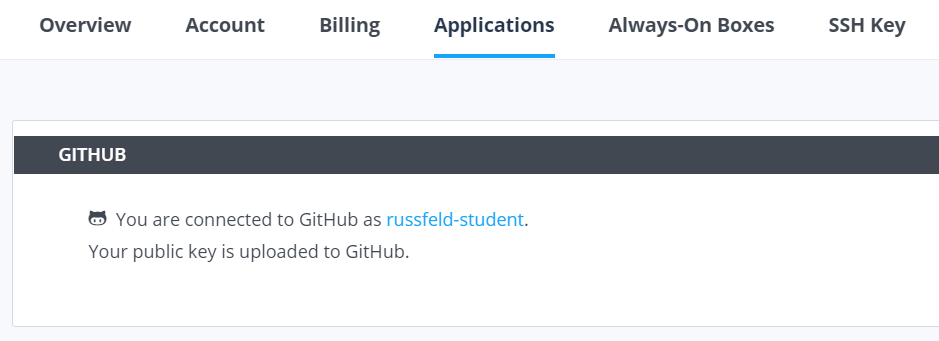 Overview Account Billing Applications Always-On Boxes SSH Key
GITHUB
You are connected to GitHub as russfeld-student.
Your public key is uploaded to GitHub.